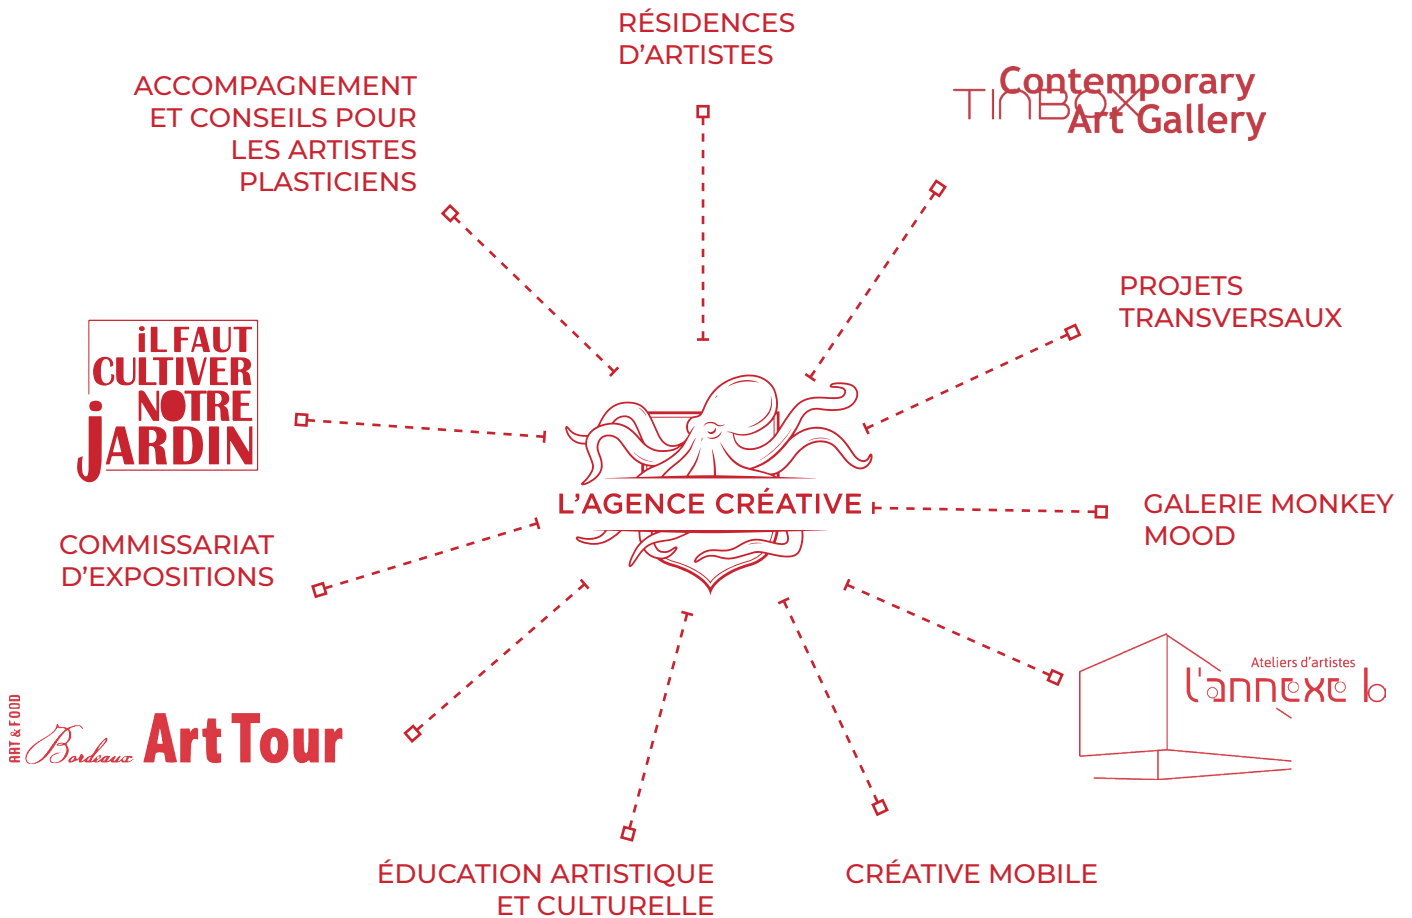 RÉSIDENCES
D’ARTISTES
Contemporary
TINBOX
Art Gallery
ACCOMPAGNEMENT
ET CONSEILS POUR
LES ARTISTES
PLASTICIENS
PROJETS
TRANSVERSAUX
iL FAUT
CULTIVER
NOTRE
jARDIN
L’AGENCE CRÉATIVE
GALERIE MONKEY
MOOD
COMMISSARIAT
D’EXPOSITIONS
Ateliers d’artistes
l'annexe b
ART & FOOD
Bordeaux Art Tour
ÉDUCATION ARTISTIQUE
ET CULTURELLE
CRÉATIVE MOBILE